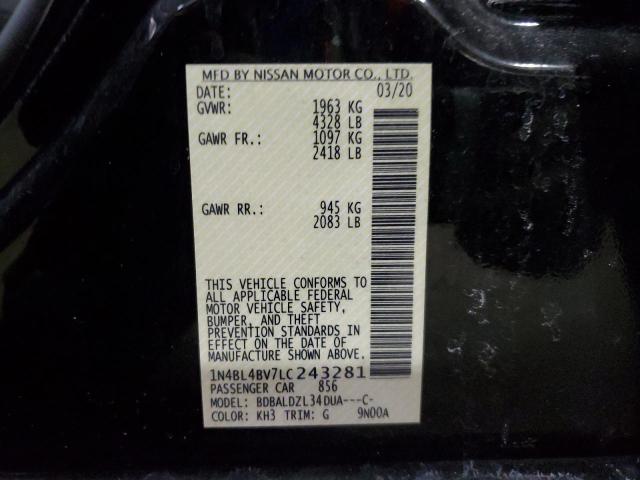 MFD BY NISSAN MOTOR CO., LTD.
DATE: 03/20
GVWR: 1963 KG
4328 LB
GAWR FR.: 1097 KG
2418 LB
GAWR RR.: 945 KG
2083 LB
THIS VEHICLE CONFORMS TO
ALL APPLICABLE FEDERAL
MOTOR VEHICLE SAFETY,
BUMPER, AND THEFT
PREVENTION STANDARDS IN
EFFECT ON THE DATE OF
MANUFACTURE SHOWN ABOVE.
1N4BL4BV7LC243281
PASSENGER CAR 856
MODEL: BDBALDZL34DUA---C-
COLOR: KH3 TRIM: G 9N00A